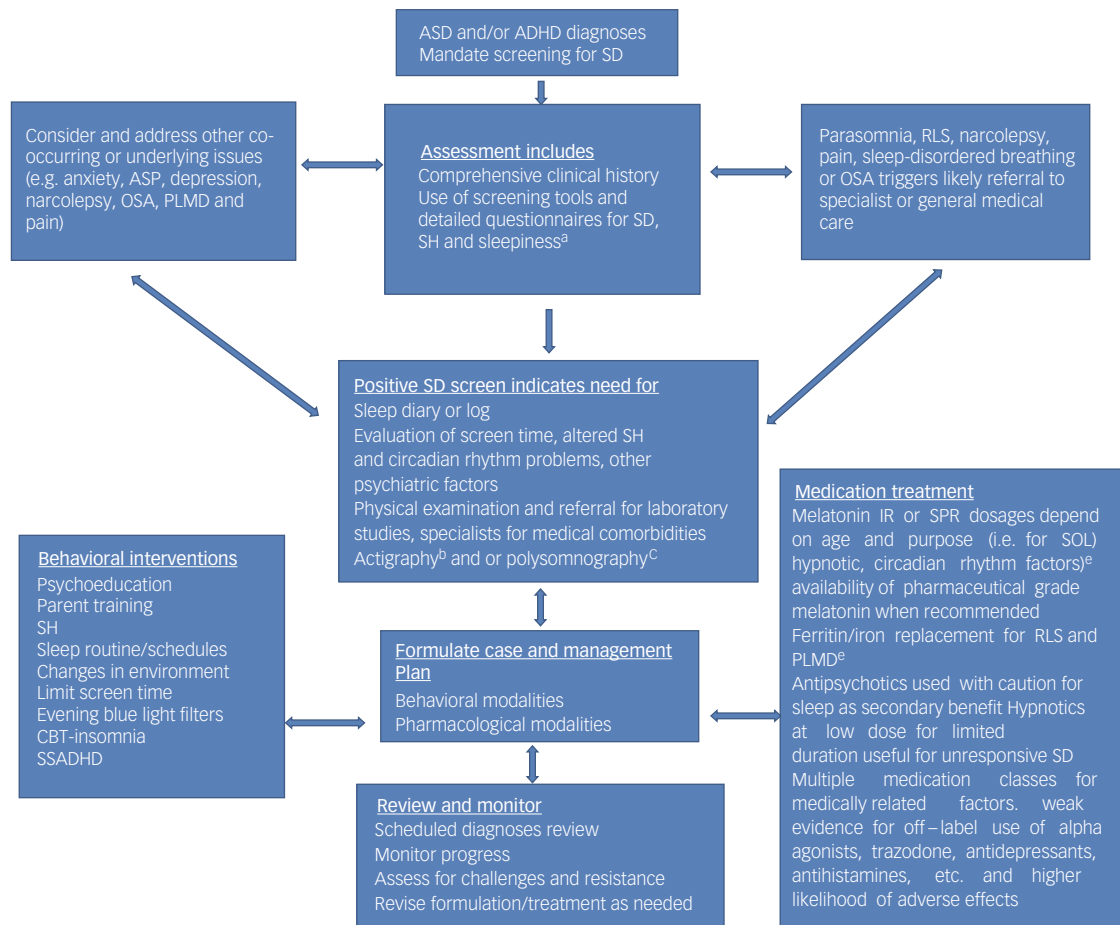 ASD and/or ADHD diagnoses
Mandate screening for SD
Consider and address other co-
occurring or underlying issues
(e.g. anxiety, ASP, depression,
narcolepsy, OSA, PLMD and
pain)
Assessment includes
Comprehensive clinical history
Use of screening tools and
detailed questionnaires for SD,
SH and sleepinessᵃ
Parasomnia, RLS, narcolepsy,
pain, sleep-disordered breathing
or OSA triggers likely referral to
specialist or general medical
care
Positive SD screen indicates need for
Sleep diary or log
Evaluation of screen time, altered SH
and circadian rhythm problems, other
psychiatric factors
Physical examination and referral for laboratory
studies, specialists for medical comorbidities
Actigraphyᵇ and or polysomnographyᶜ
Behavioral interventions
Psychoeducation
Parent training
SH
Sleep routine/schedules
Changes in environment
Limit screen time
Evening blue light filters
CBT-insomnia
SSADHD
Formulate case and management
Plan
Behavioral modalities
Pharmacological modalities
Medication treatment
Melatonin IR or SPR dosages depend
on age and purpose (i.e. for SOL)
hypnotic, circadian rhythm factors)ᵉ
availability of pharmaceutical grade
melatonin when recommended
Ferritin/iron replacement for RLS and
PLMDᵉ
Antipsychotics used with caution for
sleep as secondary benefit Hypnotics
at low dose for limited
duration useful for unresponsive SD
Multiple medication classes for
medically related factors. weak
evidence for off–label use of alpha
agonists, trazodone, antidepressants,
antihistamines, etc. and higher
likelihood of adverse effects
Review and monitor
Scheduled diagnoses review
Monitor progress
Assess for challenges and resistance
Revise formulation/treatment as needed